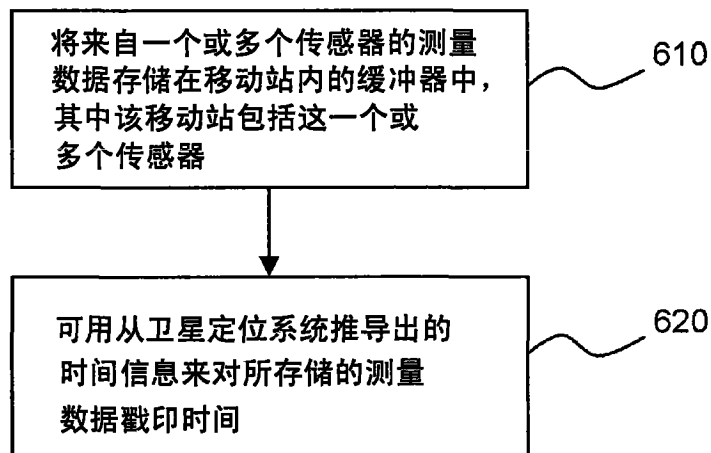 将来自一个或多个传感器的测量
数据存储在移动站内的缓冲器中，
其中该移动站包括这一个或
多个传感器
610
可用从卫星定位系统推导出的
时间信息来对所存储的测量
数据戳印时间
620